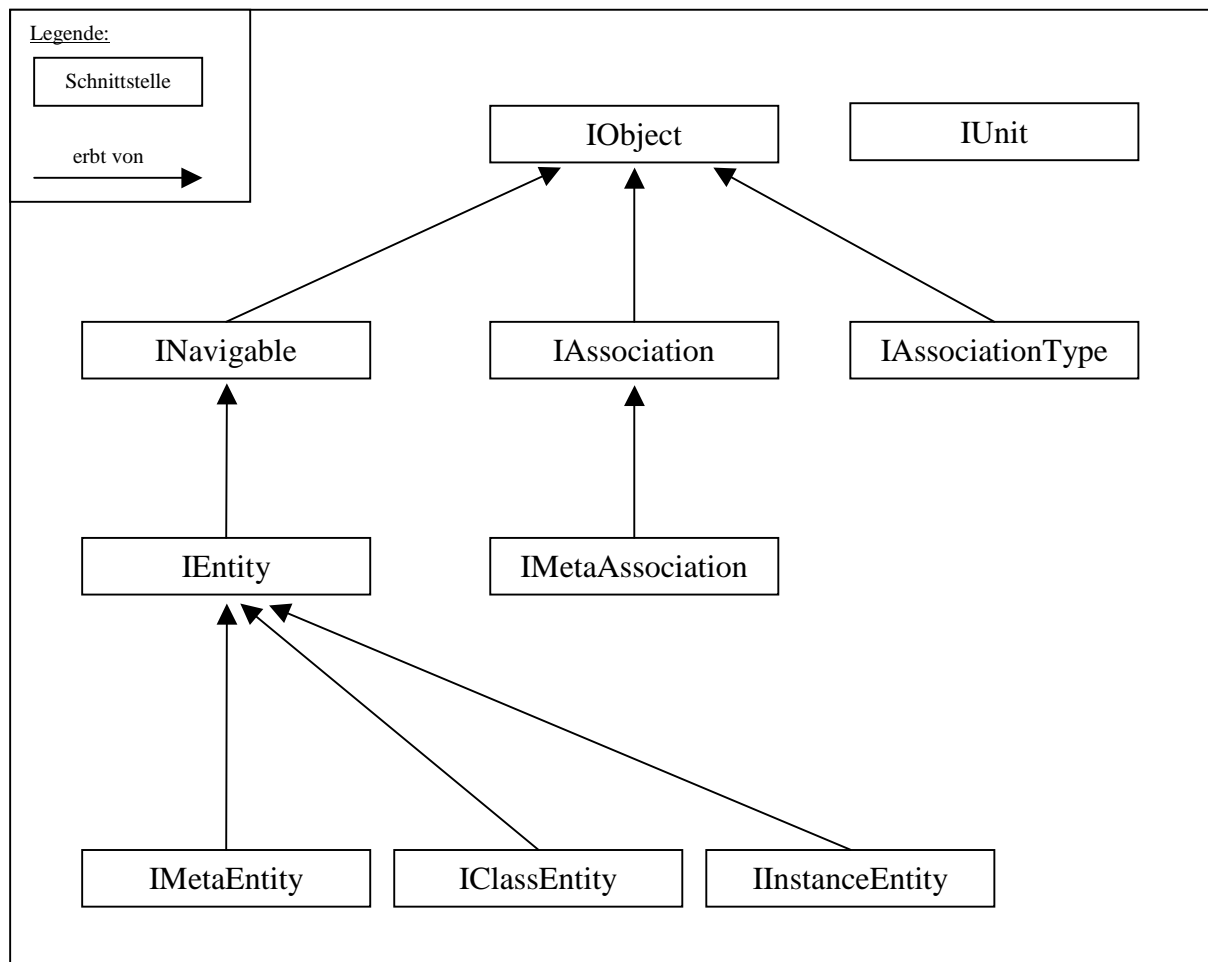 Legende:
Schnittstelle
erbt von
IObject
IUnit
INavigable
IAssociation
IAssociationType
IEntity
IMetaAssociation
IMetaEntity
IClassEntity
IInstanceEntity